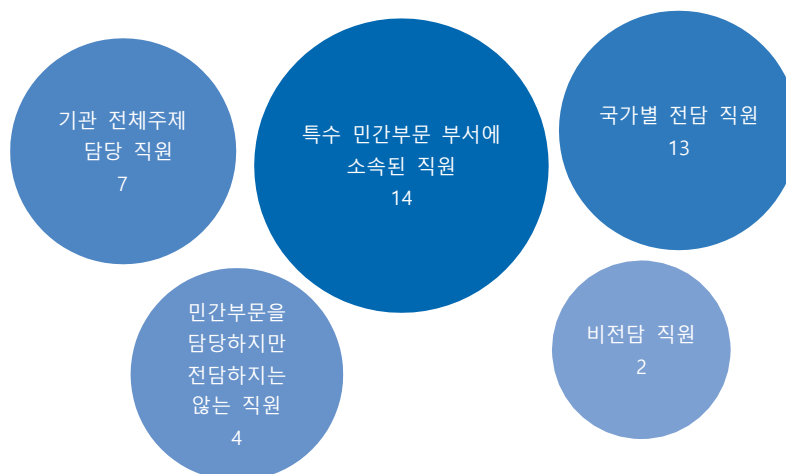 기관 전체주제
담당 직원
7
특수 민간부문 부서에
소속된 직원
14
국가별 전담 직원
13
민간부문을
담당하지만
전담하지는
않는 직원
4
비전담 직원
2